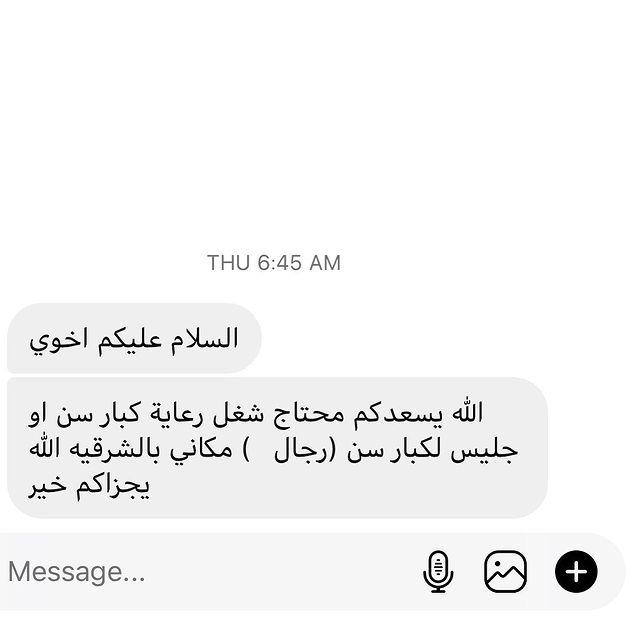 THU 6:45 AM
السلام عليكم اخوي
الله يسعدكم محتاج شغل رعاية كبار سن او
جليس لكبار سن (رجال   ) مكاني بالشرقيه الله
يجزاكم خير
Message...